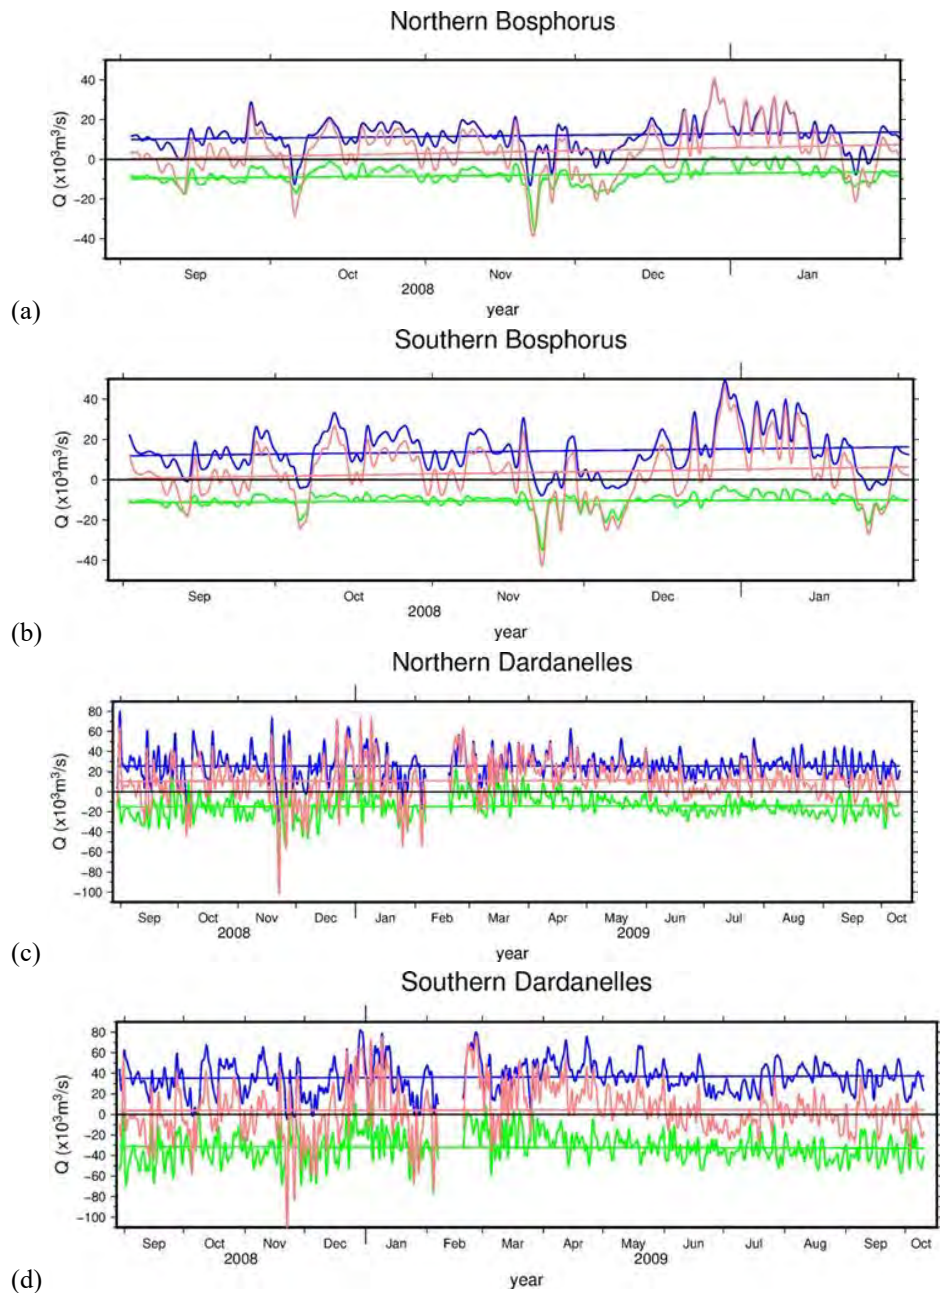 Northern Bosphorus
40
20
0
−20
−40
Q (x10³m³/s)
Sep Oct Nov Dec Jan
2008
year
(a)
Southern Bosphorus
40
20
0
−20
−40
Q (x10³m³/s)
Sep Oct Nov Dec Jan
2008
year
(b)
Northern Dardanelles
80
60
40
20
0
−20
−40
−60
−80
−100
Q (x10³m³/s)
Sep Oct Nov Dec Jan Feb Mar Apr May Jun Jul Aug Sep Oct
2008 2009
year
(c)
Southern Dardanelles
80
60
40
20
0
−20
−40
−60
−80
−100
Q (x10³m³/s)
Sep Oct Nov Dec Jan Feb Mar Apr May Jun Jul Aug Sep Oct
2008 2009
year
(d)